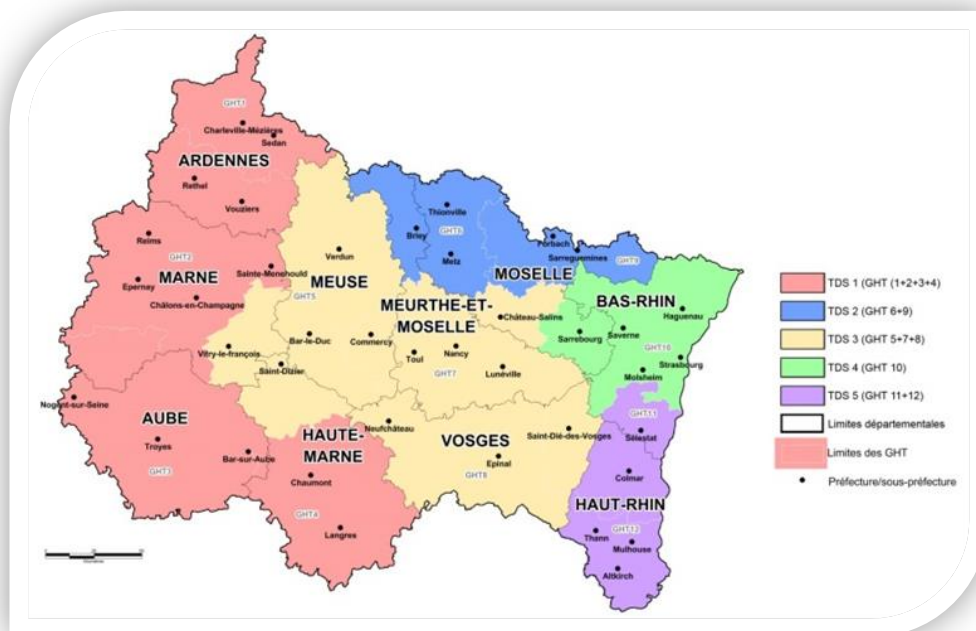 GHT1
Charleville-Mézières
Sedan
ARDENNES
Rethel
Vouziers
Thionville
Briey
GHT6
Metz
Forbach
Sarreguemines
GHT9
MOSELLE
Reims
GHT2
MARNE
Sainte-Menehould
Epernay
Châlons-en-Champagne
Verdun
MEUSE
GHT5
MEURTHE-ET-
MOSELLE
Château-Salins
BAS-RHIN
Haguenau
Sarrebourg
Saverne
GHT10
Strasbourg
Molsheim
Vitry-le-françois
Bar-le-Duc
Commercy
Saint-Dizier
Toul
Nancy
GHT7
Lunéville
Nogent-sur-Seine
AUBE
Troyes
Bar-sur-Aube
GHT3
HAUTE-
MARNE
Chaumont
GHT4
Langres
Neufchâteau
VOSGES
Saint-Dié-des-Vosges
Epinal
GHT8
GHT11
Sélestat
Colmar
HAUT-RHIN
GHT12
Thann
Mulhouse
Altkirch
TDS 1 (GHT (1+2+3+4)
TDS 2 (GHT 6+9)
TDS 3 (GHT 5+7+8)
TDS 4 (GHT 10)
TDS 5 (GHT 11+12)
Limites départementales
Limites des GHT
Préfecture/sous-préfecture